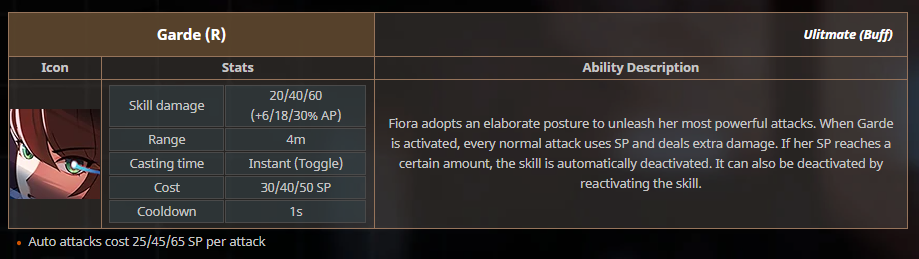 Garde (R)
Ulitmate (Buff)
Icon
Stats
Ability Description
Skill damage
20/40/60
(+6/18/30% AP)
Range
4m
Casting time
Instant (Toggle)
Cost
30/40/50 SP
Cooldown
1s
Fiora adopts an elaborate posture to unleash her most powerful attacks. When Garde
is activated, every normal attack uses SP and deals extra damage. If her SP reaches a
certain amount, the skill is automatically deactivated. It can also be deactivated by
reactivating the skill.
• Auto attacks cost 25/45/65 SP per attack